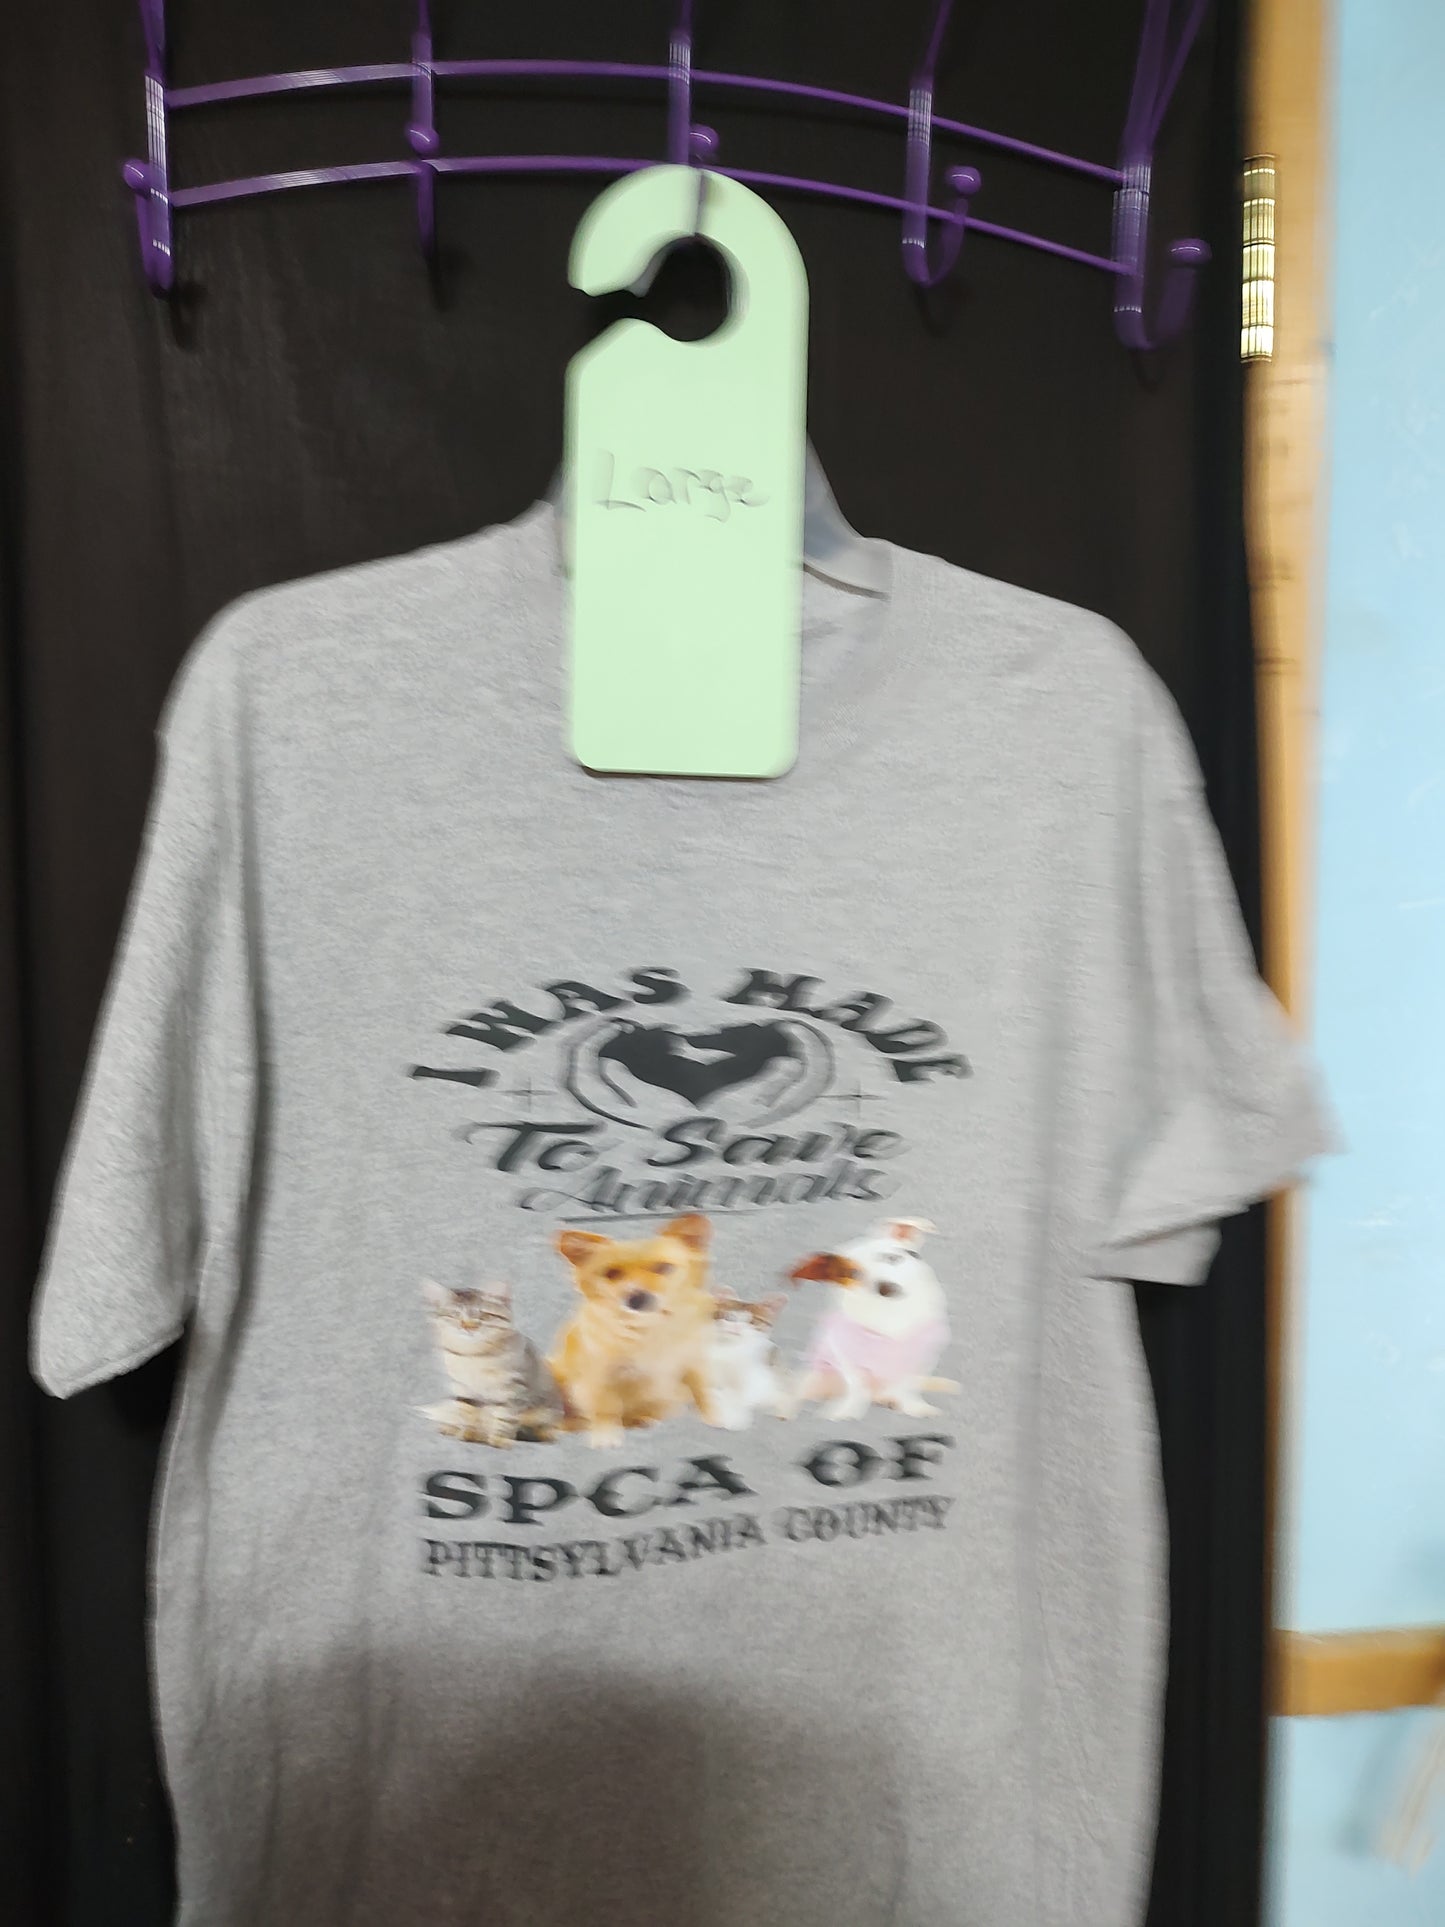 Large
I WAS MADE
To Save
Animals
SPCA OF
PITTSYLVANIA COUNTY